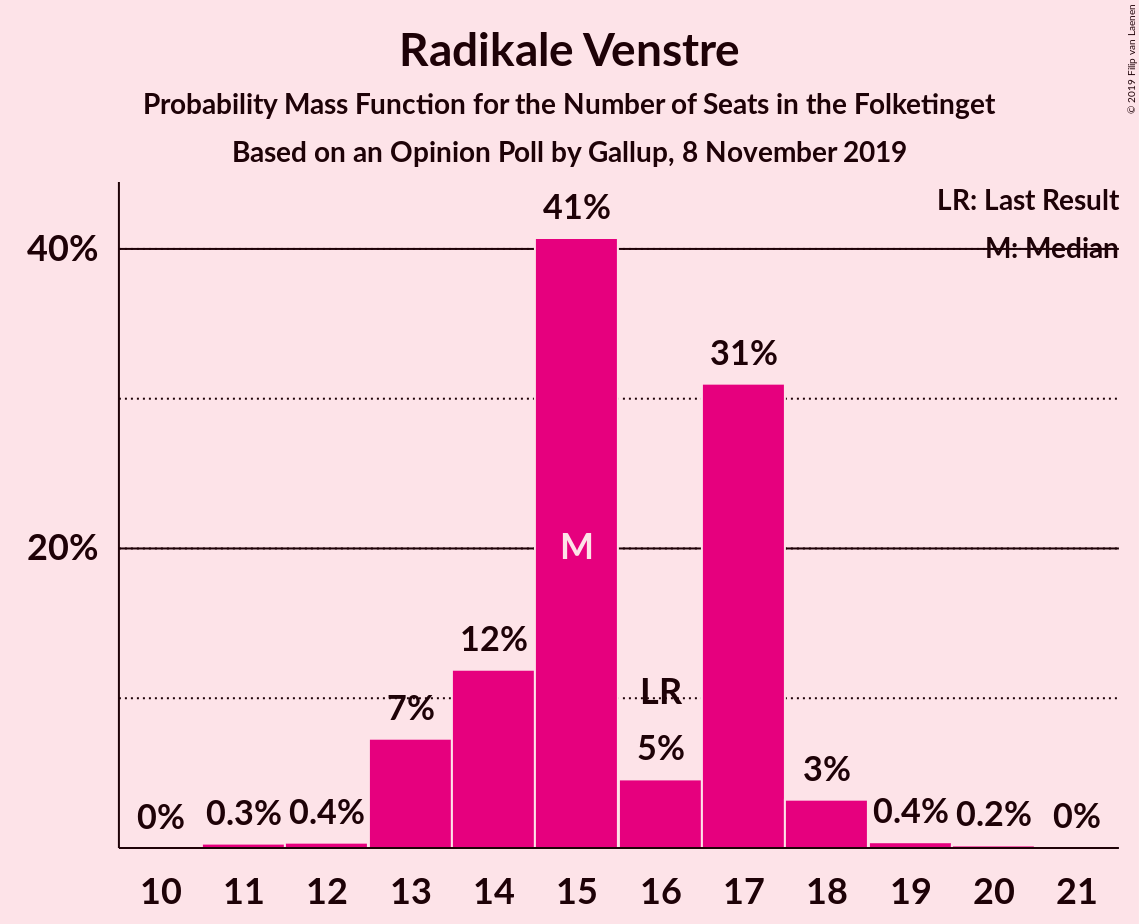 Radikale Venstre
Probability Mass Function for the Number of Seats in the Folketinget
Based on an Opinion Poll by Gallup, 8 November 2019
© 2019 Filip van Laenen
LR: Last Result
M: Median
40%
20%
0%
0.3%
0.4%
7%
12%
41%
M
LR
5%
31%
3%
0.4%
0.2%
0%
10 11 12 13 14 15 16 17 18 19 20 21